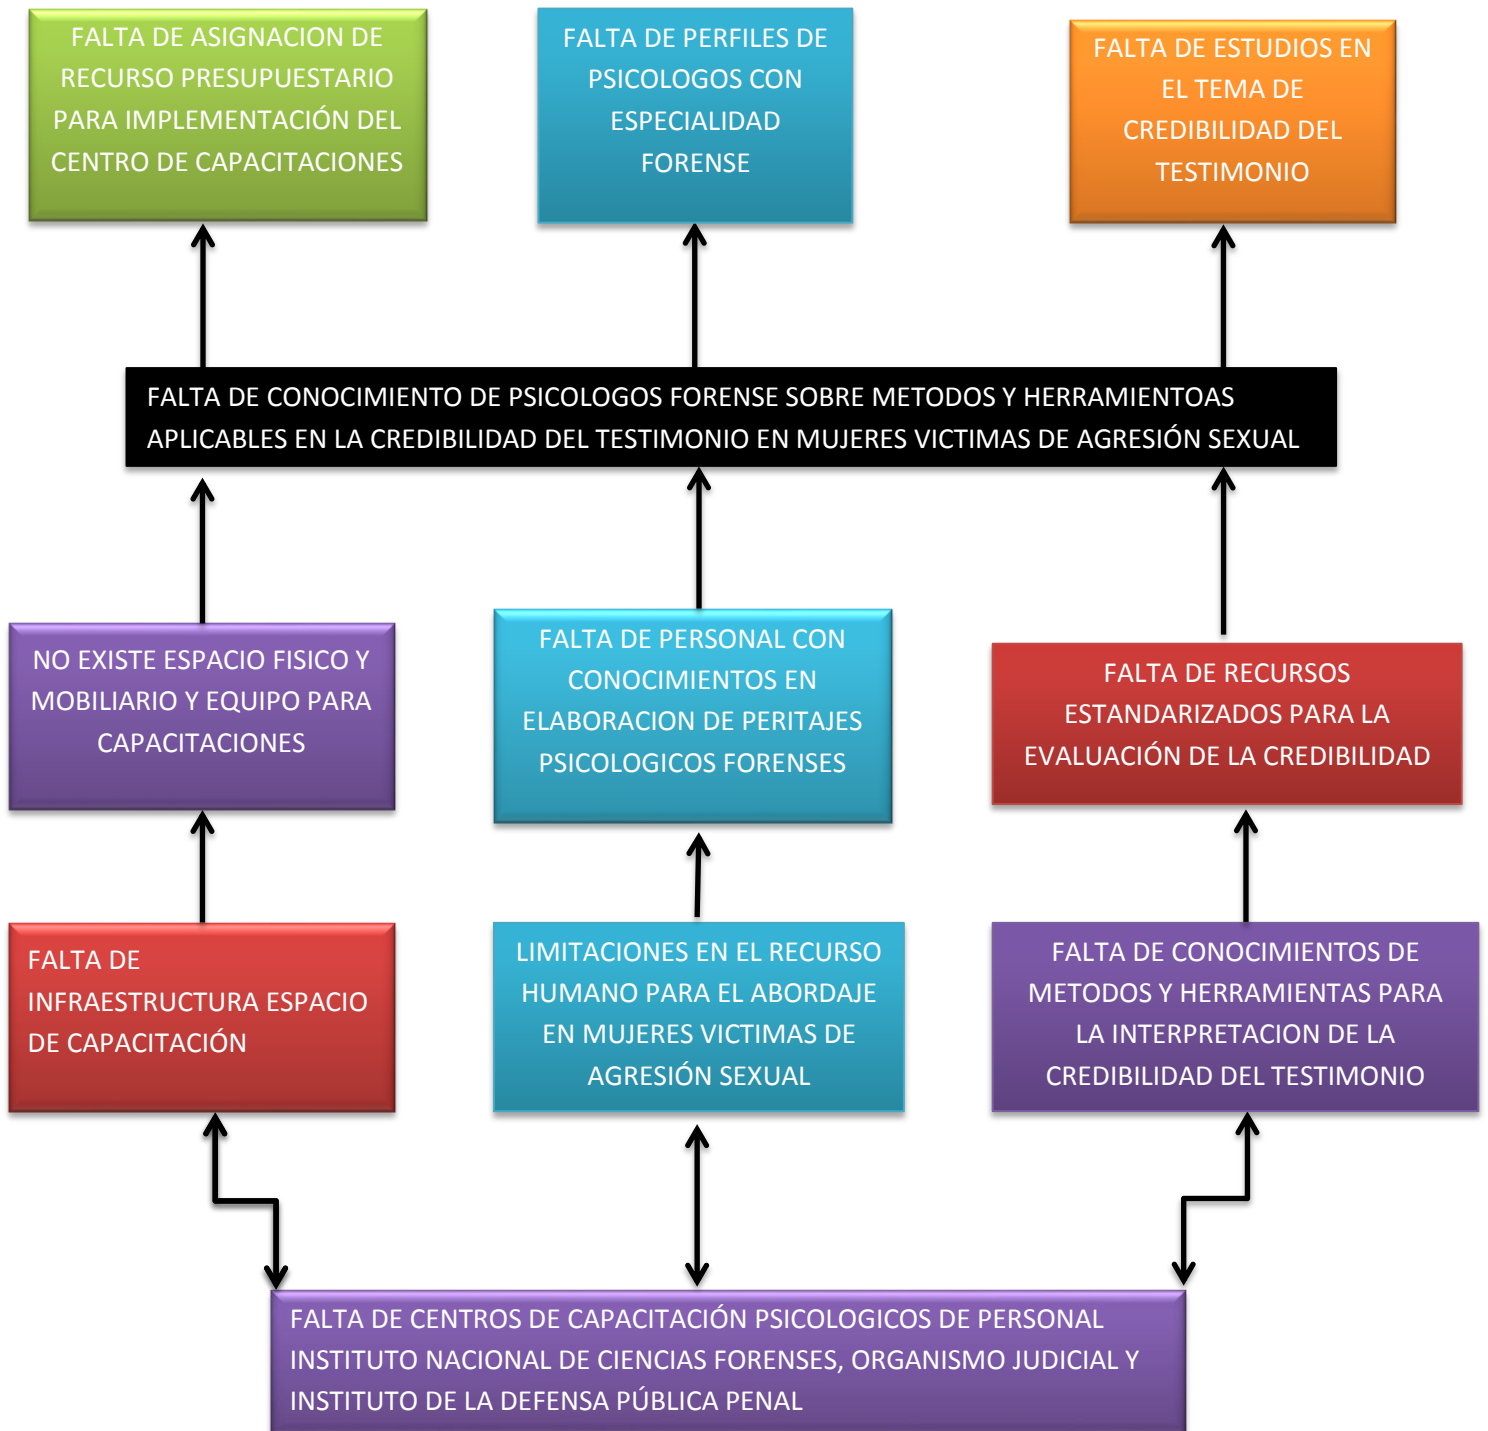 FALTA DE ASIGNACION DE
RECURSO PRESUPUESTARIO
PARA IMPLEMENTACIÓN DEL
CENTRO DE CAPACITACIONES
FALTA DE PERFILES DE
PSICOLOGOS CON
ESPECIALIDAD
FORENSE
FALTA DE ESTUDIOS EN
EL TEMA DE
CREDIBILIDAD DEL
TESTIMONIO
FALTA DE CONOCIMIENTO DE PSICOLOGOS FORENSE SOBRE METODOS Y HERRAMIENTOAS
APLICABLES EN LA CREDIBILIDAD DEL TESTIMONIO EN MUJERES VICTIMAS DE AGRESIÓN SEXUAL
NO EXISTE ESPACIO FISICO Y
MOBILIARIO Y EQUIPO PARA
CAPACITACIONES
FALTA DE PERSONAL CON
CONOCIMIENTOS EN
ELABORACION DE PERITAJES
PSICOLOGICOS FORENSES
FALTA DE RECURSOS
ESTANDARIZADOS PARA LA
EVALUACIÓN DE LA CREDIBILIDAD
FALTA DE
INFRAESTRUCTURA ESPACIO
DE CAPACITACIÓN
LIMITACIONES EN EL RECURSO
HUMANO PARA EL ABORDAJE
EN MUJERES VICTIMAS DE
AGRESIÓN SEXUAL
FALTA DE CONOCIMIENTOS DE
METODOS Y HERRAMIENTAS PARA
LA INTERPRETACION DE LA
CREDIBILIDAD DEL TESTIMONIO
FALTA DE CENTROS DE CAPACITACIÓN PSICOLOGICOS DE PERSONAL
INSTITUTO NACIONAL DE CIENCIAS FORENSES, ORGANISMO JUDICIAL Y
INSTITUTO DE LA DEFENSA PÚBLICA PENAL